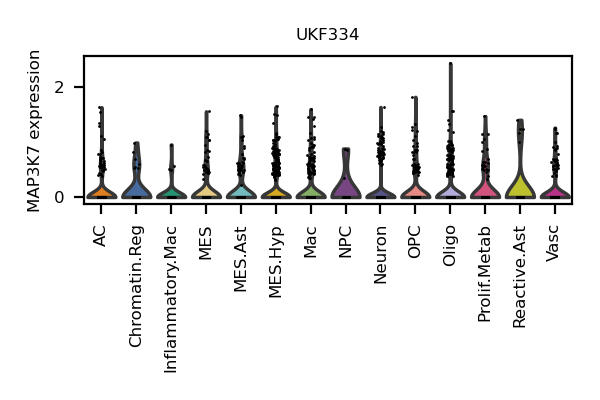 UKF334
MAP3K7 expression
2
0
AC
Chromatin.Reg
Inflammatory.Mac
MES
MES.Ast
MES.Hyp
Mac
NPC
Neuron
OPC
Oligo
Prolif.Metab
Reactive.Ast
Vasc